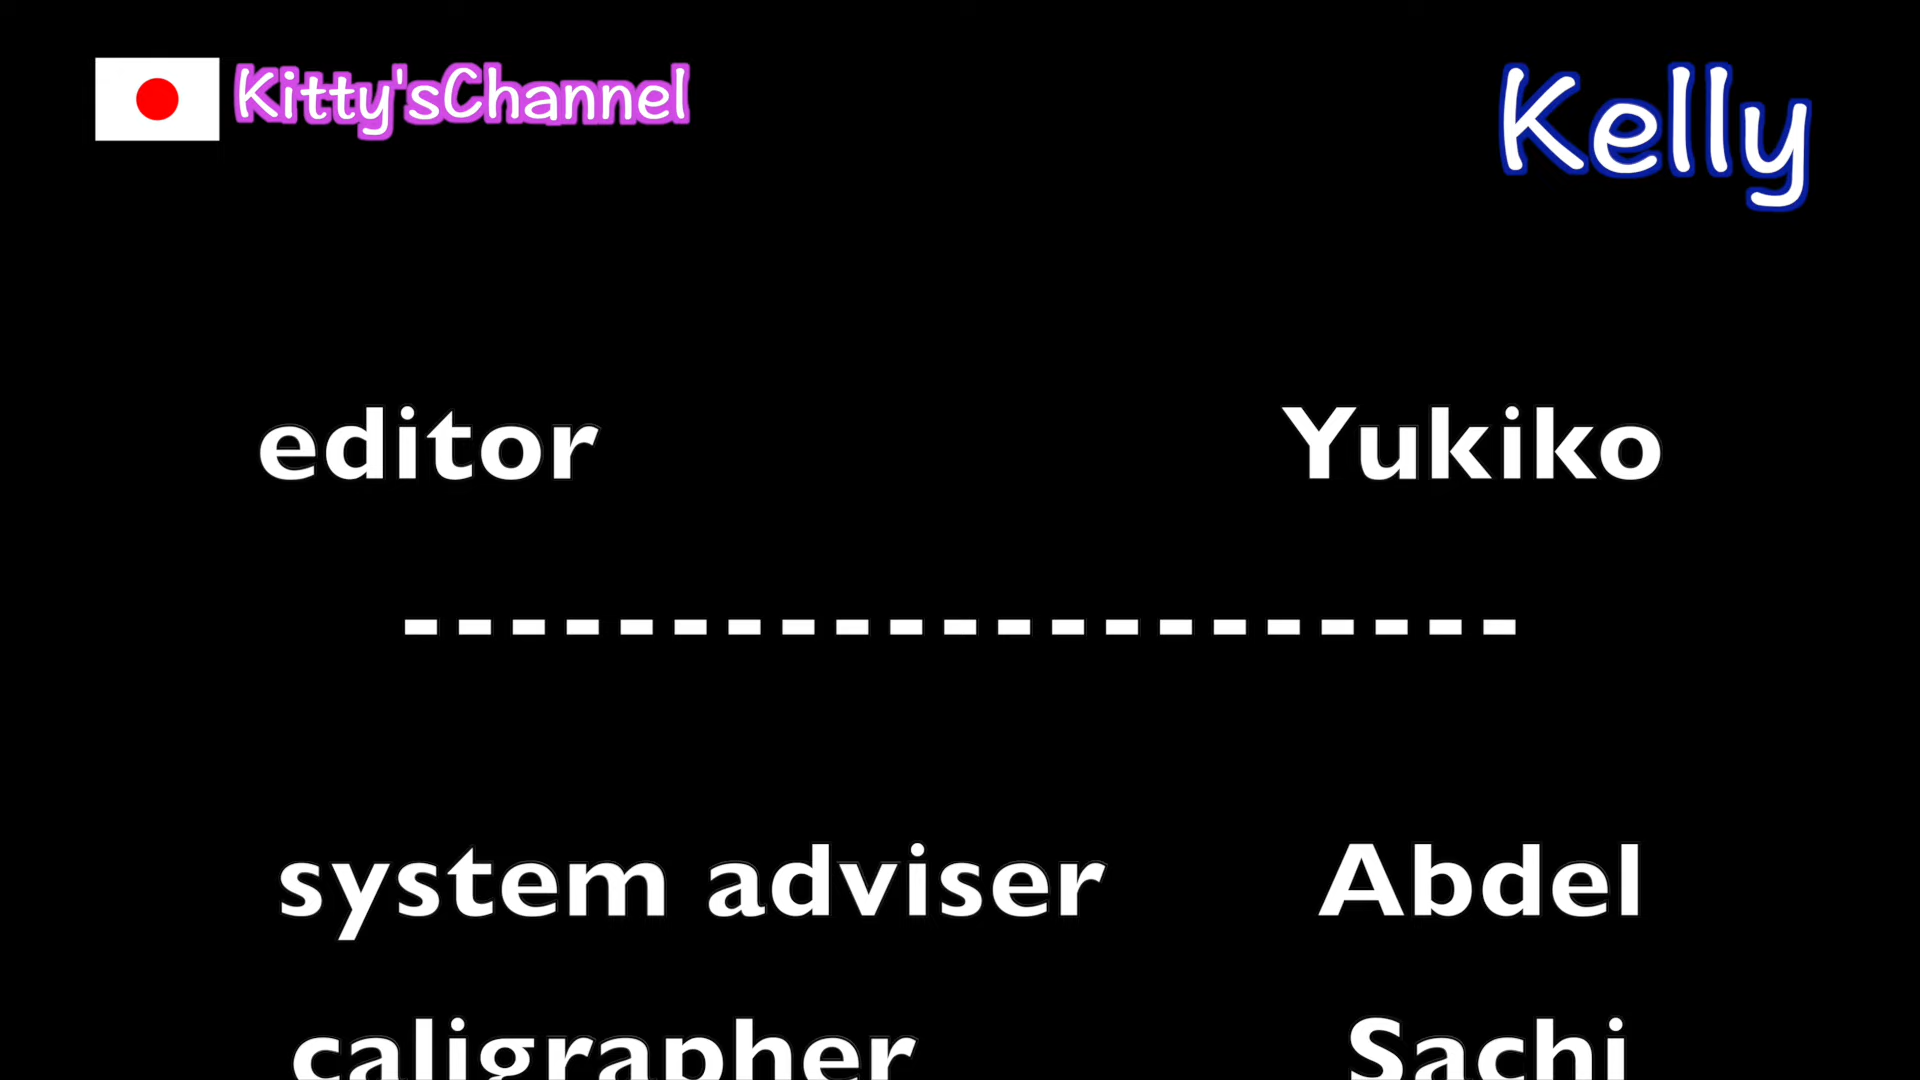 Kitty'sChannel
Kelly
editor Yukiko
---------------------
system adviser Abdel
caligrapher Sachi